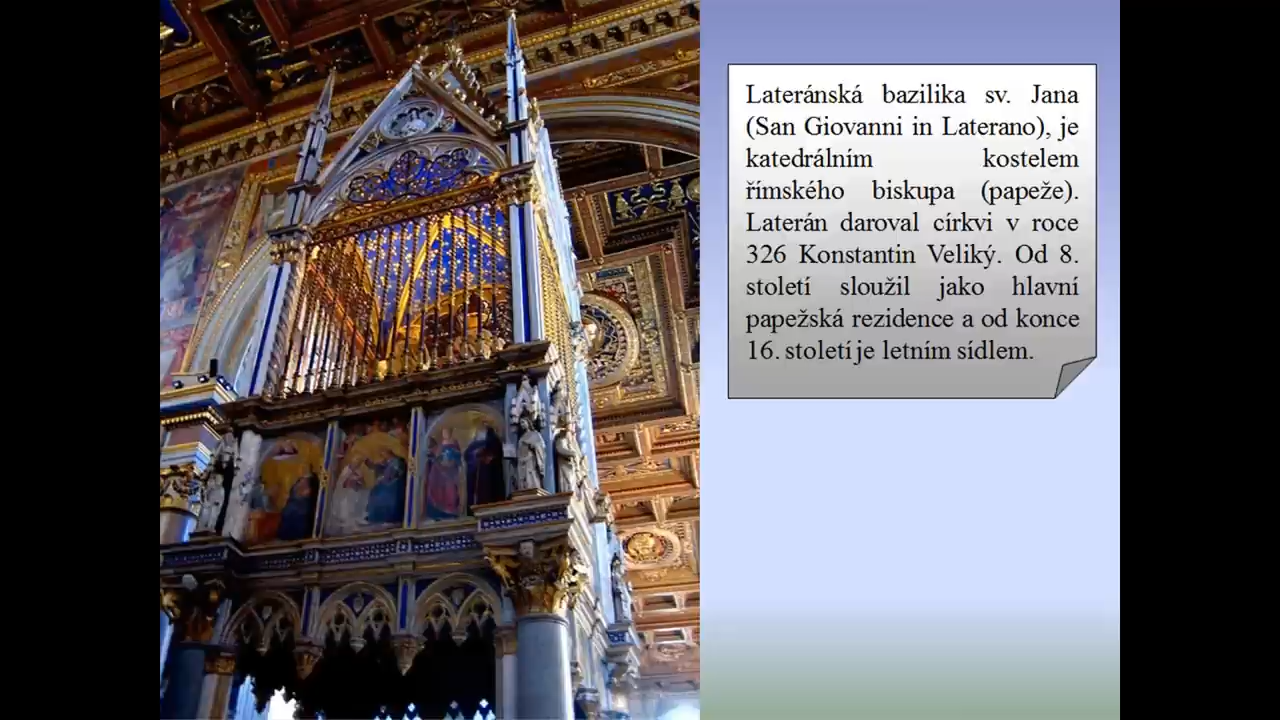 Lateránská bazilika sv. Jana
(San Giovanni in Laterano), je
katedrálním kostelem
římského biskupa (papeže).
Laterán daroval církvi v roce
326 Konstantin Veliký. Od 8.
století sloužil jako hlavní
papežská rezidence a od konce
16. století je letním sídlem.